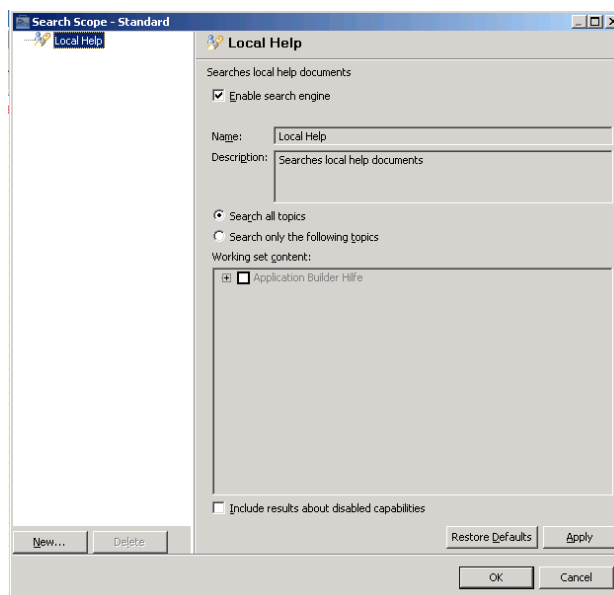 Search Scope - Standard
Local Help
Local Help
Searches local help documents
Enable search engine
Name: Local Help
Description: Searches local help documents
Search all topics
Search only the following topics
Working set content:
Application Builder Hilfe
Include results about disabled capabilities
New... Delete
Restore Defaults Apply
OK Cancel